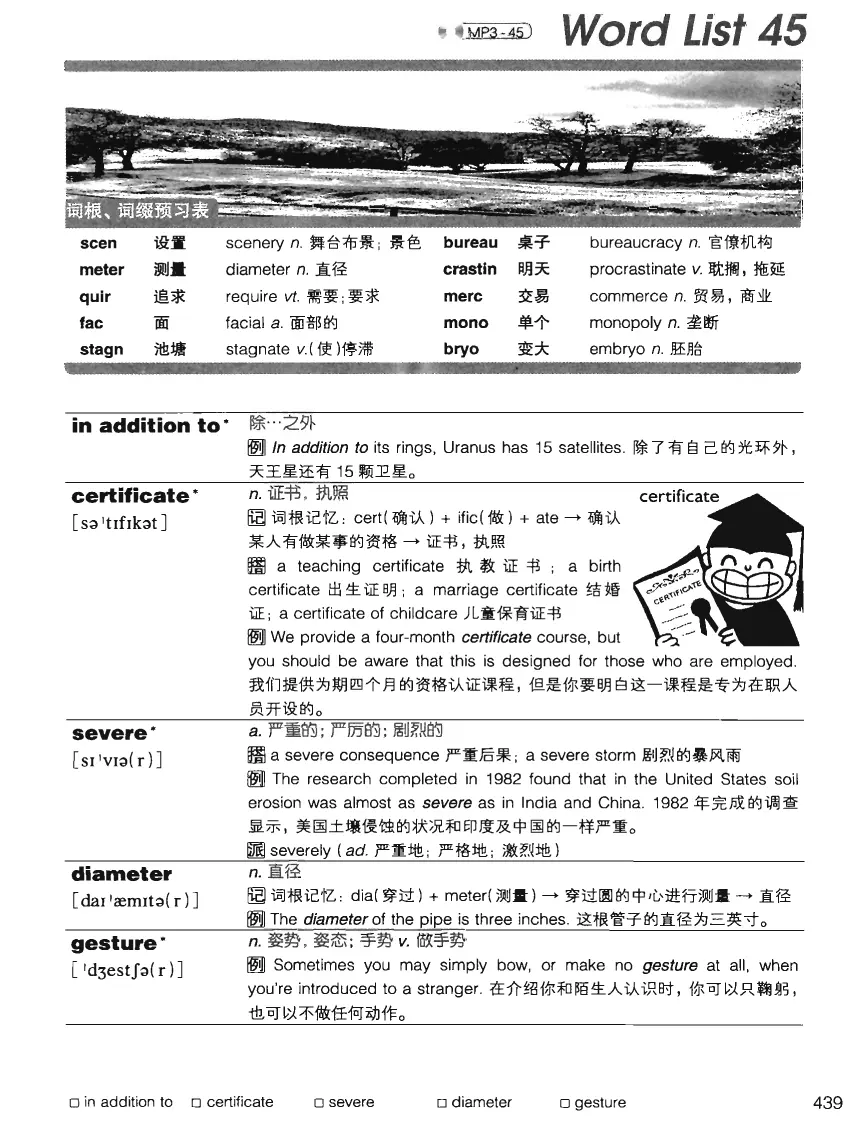 MP3-45 Word List 45
词根、词缀预习表
scen 设置 scenery n. 舞台布景; 景色 bureau 桌子 bureaucracy n. 官僚机构
meter 测量 diameter n. 直径 crastin 明天 procrastinate v. 耽搁, 拖延
quir 追求 require vt. 需要;要求 merc 交易 commerce n. 贸易, 商业
fac 面 facial a. 面部的 mono 单个 monopoly n. 垄断
stagn 池塘 stagnate v.(使)停滞 bryo 变大 embryo n. 胚胎
in addition to* 除…之外
例 In addition to its rings, Uranus has 15 satellites. 除了有自己的光环外,
天王星还有 15 颗卫星。
certificate* n. 证书, 执照 certificate
[sə'tɪfɪkət] 记 词根记忆: cert(确认) + ific(做) + ate → 确认
某人有做某事的资格 → 证书, 执照
搭 a teaching certificate 执教证书; a birth
certificate 出生证明; a marriage certificate 结婚
证; a certificate of childcare 儿童保育证书
CERTIFICATE
例 We provide a four-month certificate course, but
you should be aware that this is designed for those who are employed.
我们提供为期四个月的资格认证课程, 但是你要明白这一课程是专为在职人
员开设的。
severe* a. 严重的; 严厉的; 剧烈的
[sɪ'vɪə(r)] 搭 a severe consequence 严重后果; a severe storm 剧烈的暴风雨
例 The research completed in 1982 found that in the United States soil
erosion was almost as severe as in India and China. 1982 年完成的调查
显示, 美国土壤侵蚀的状况和印度及中国的一样严重。
派 severely (ad. 严重地; 严格地; 激烈地)
diameter n. 直径
[daɪ'æmɪtə(r)] 记 词根记忆: dia(穿过) + meter(测量) → 穿过圆的中心进行测量 → 直径
例 The diameter of the pipe is three inches. 这根管子的直径为三英寸。
gesture* n. 姿势, 姿态; 手势 v. 做手势
['dʒestʃə(r)] 例 Sometimes you may simply bow, or make no gesture at all, when
you're introduced to a stranger. 在介绍你和陌生人认识时, 你可以只鞠躬,
也可以不做任何动作。
□ in addition to □ certificate □ severe □ diameter □ gesture 439